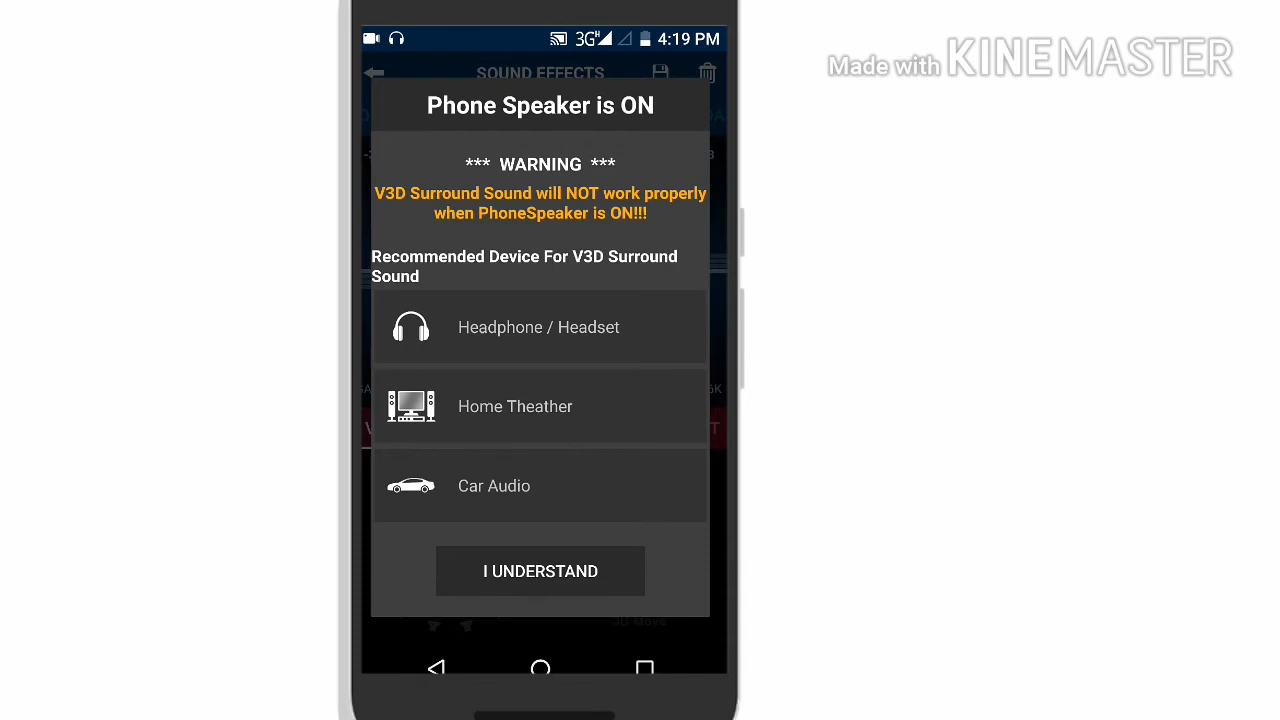 Made with KINEMASTER
3G H 4:19 PM
SOUND EFFECTS
Phone Speaker is ON
*** WARNING ***
V3D Surround Sound will NOT work properly
when PhoneSpeaker is ON!!!
Recommended Device For V3D Surround
Sound
Headphone / Headset
Home Theather
Car Audio
I UNDERSTAND
3D Move